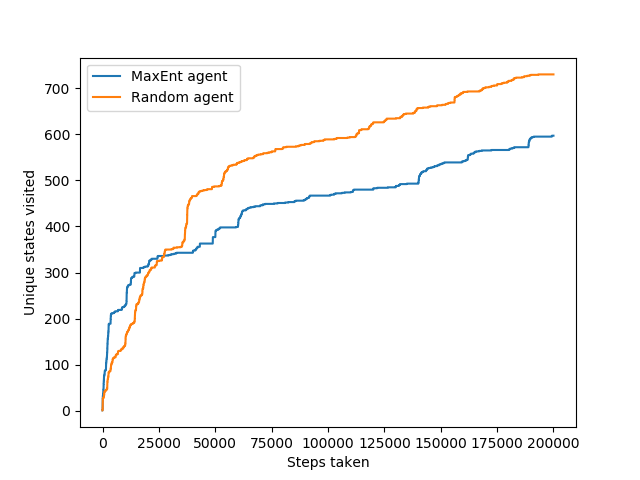 MaxEnt agent
Random agent
700
600
500
400
300
200
100
0
Unique states visited
0 25000 50000 75000 100000 125000 150000 175000 200000
Steps taken